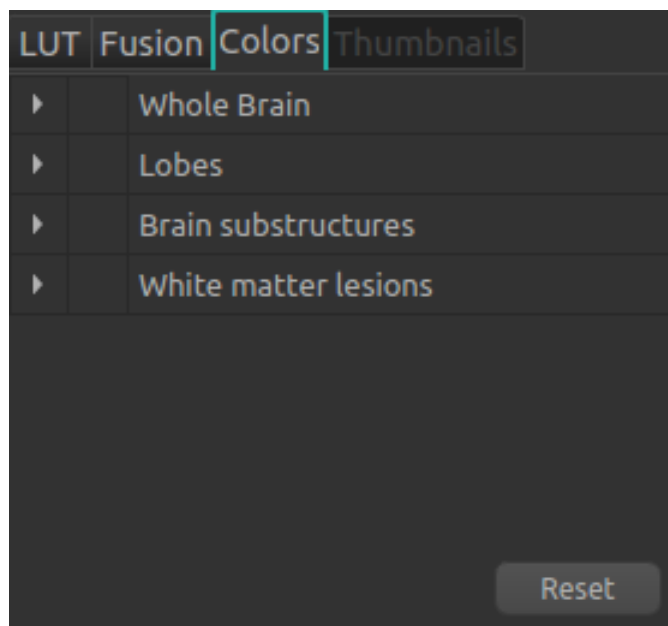 LUT Fusion Colors Thumbnails
Whole Brain
Lobes
Brain substructures
White matter lesions
Reset